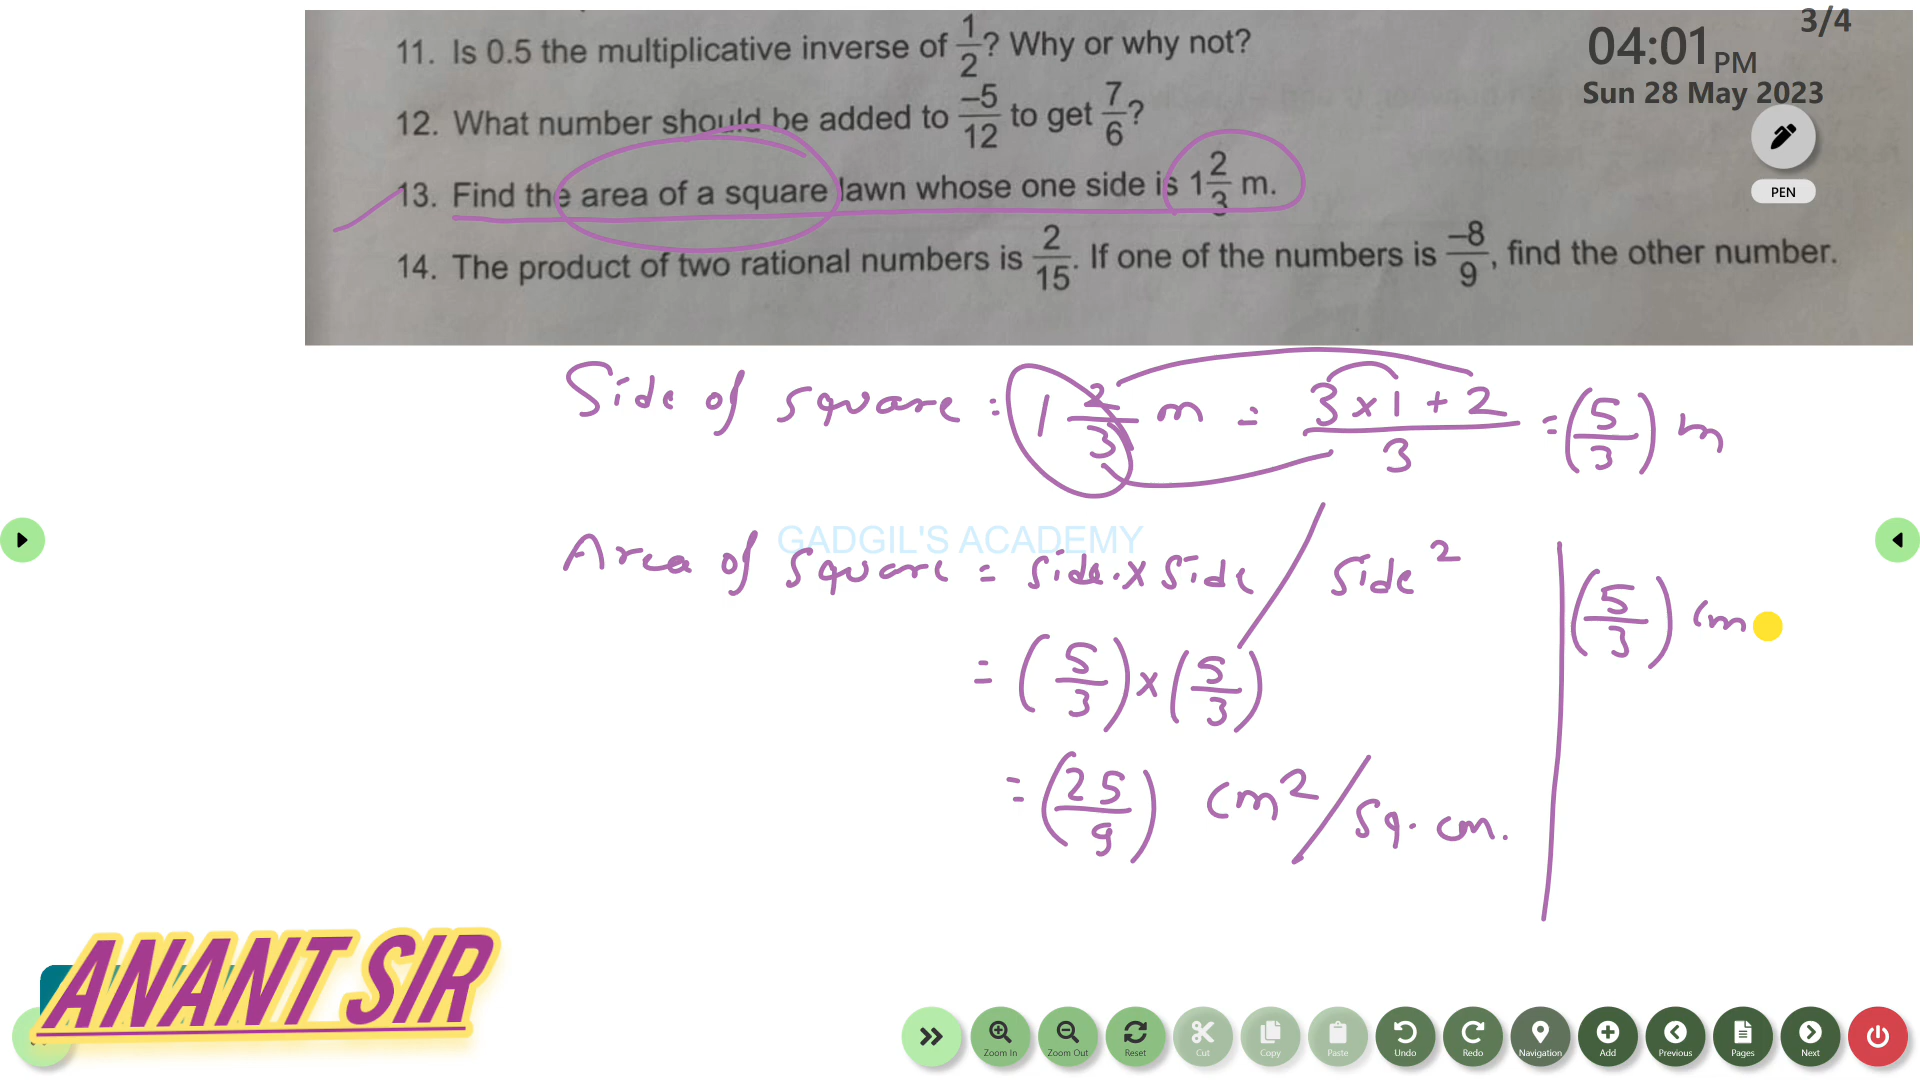 3/4
04:01 PM
Sun 28 May 2023
PEN
11. Is 0.5 the multiplicative inverse of 1/2? Why or why not?
12. What number should be added to –5/12 to get 7/6?
13. Find the area of a square lawn whose one side is 1 2/3 m.
14. The product of two rational numbers is 2/15. If one of the numbers is –8/9, find the other number.
Side of square = 1 2/3 m = 3 x 1 + 2/3 = (5/3) m
GADGIL'S ACADEMY
Area of square = side x side / side²
= (5/3) x (5/3)
= (25/9) cm² / sq. cm.
(5/3) cm
ANANT SIR
Zoom In Zoom Out Reset Cut Copy Paste Undo Redo Navigation Add Previous Pages Next